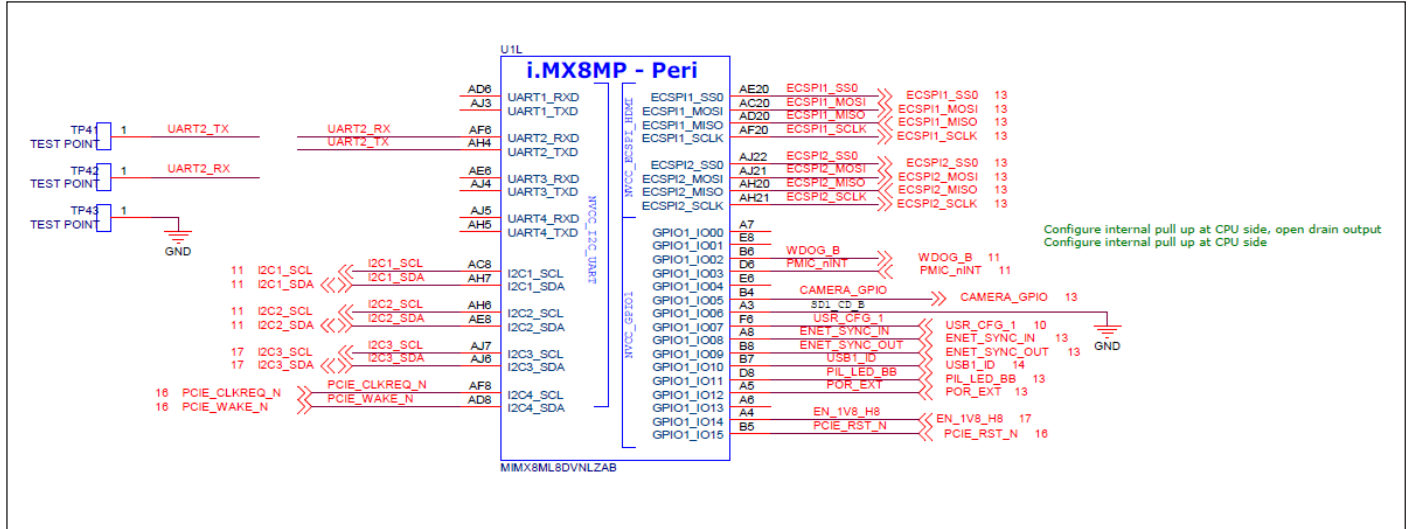 U1L
i.MX8MP - Peri
TP41
TEST POINT
1
UART2_TX
TP42
TEST POINT
1
UART2_RX
TP43
TEST POINT
1
GND
UART2_RX
UART2_TX
AD6 UART1_RXD
AJ3 UART1_TXD
AF6 UART2_RXD
AH4 UART2_TXD
AE6 UART3_RXD
AJ4 UART3_TXD
AJ5 UART4_RXD
AH5 UART4_TXD
11 I2C1_SCL I2C1_SCL AC8 I2C1_SCL
11 I2C1_SDA I2C1_SDA AH7 I2C1_SDA
11 I2C2_SCL I2C2_SCL AH6 I2C2_SCL
11 I2C2_SDA I2C2_SDA AE8 I2C2_SDA
17 I2C3_SCL I2C3_SCL AJ7 I2C3_SCL
17 I2C3_SDA I2C3_SDA AJ6 I2C3_SDA
16 PCIE_CLKREQ_N PCIE_CLKREQ_N AF8 I2C4_SCL
16 PCIE_WAKE_N PCIE_WAKE_N AD8 I2C4_SDA
NVCC_I2C_UART
NVCC_ECSPI_HDMI
NVCC_GPIO1
ECSPI1_SS0 AE20 ECSPI1_SS0 ECSPI1_SS0 13
ECSPI1_MOSI AC20 ECSPI1_MOSI ECSPI1_MOSI 13
ECSPI1_MISO AD20 ECSPI1_MISO ECSPI1_MISO 13
ECSPI1_SCLK AF20 ECSPI1_SCLK ECSPI1_SCLK 13
ECSPI2_SS0 AJ22 ECSPI2_SS0 ECSPI2_SS0 13
ECSPI2_MOSI AJ21 ECSPI2_MOSI ECSPI2_MOSI 13
ECSPI2_MISO AH20 ECSPI2_MISO ECSPI2_MISO 13
ECSPI2_SCLK AH21 ECSPI2_SCLK ECSPI2_SCLK 13
GPIO1_IO00 A7
GPIO1_IO01 E8
GPIO1_IO02 B6 WDOG_B WDOG_B 11
GPIO1_IO03 D6 PMIC_nINT PMIC_nINT 11
GPIO1_IO04 E6
GPIO1_IO05 B4 CAMERA_GPIO CAMERA_GPIO 13
GPIO1_IO06 A3 SD1_CD_B
GND
GPIO1_IO07 F6 USR_CFG_1 USR_CFG_1 10
GPIO1_IO08 A8 ENET_SYNC_IN ENET_SYNC_IN 13
GPIO1_IO09 B8 ENET_SYNC_OUT ENET_SYNC_OUT 13
GPIO1_IO10 B7 USB1_ID USB1_ID 14
GPIO1_IO11 D8 PIL_LED_BB PIL_LED_BB 13
GPIO1_IO12 A5 POR_EXT POR_EXT 13
GPIO1_IO13 A6
GPIO1_IO14 A4 EN_1V8_H8 EN_1V8_H8 17
GPIO1_IO15 B5 PCIE_RST_N PCIE_RST_N 16
Configure internal pull up at CPU side, open drain output
Configure internal pull up at CPU side
MIMX8ML8DVNLZAB